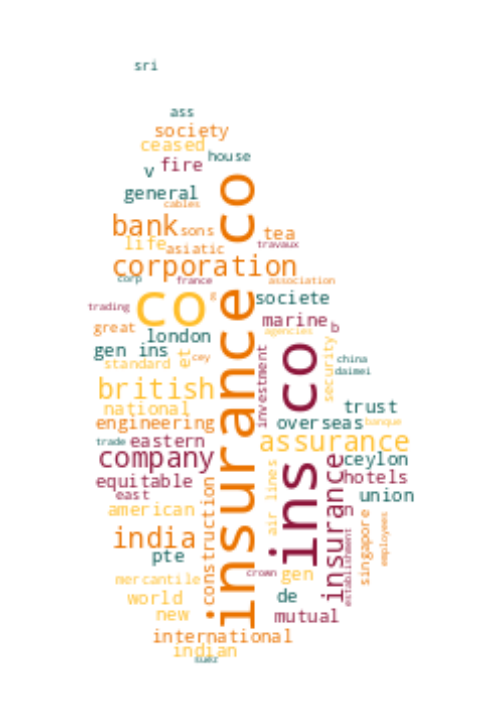 sri
ass
society
ceased
house
v
fire
co
general
cables
bank
sons
tea
life
asiatic
travaux
corporation
corp
france
association
co
g
societe
trading
insurance
marine
b
great
agencies
london
gen ins
et
cey
standard
investment
co
security
china
daimei
british
national
trust
engineering
overseas
banque
trade
eastern
assurance
company
ins
ceylon
equitable
hotels
east
air lines
insurance
union
american
construction
singapore
employees
india
establishment
pte
mercantile
crown
gen
world
de
new
mutual
international
indian
suez